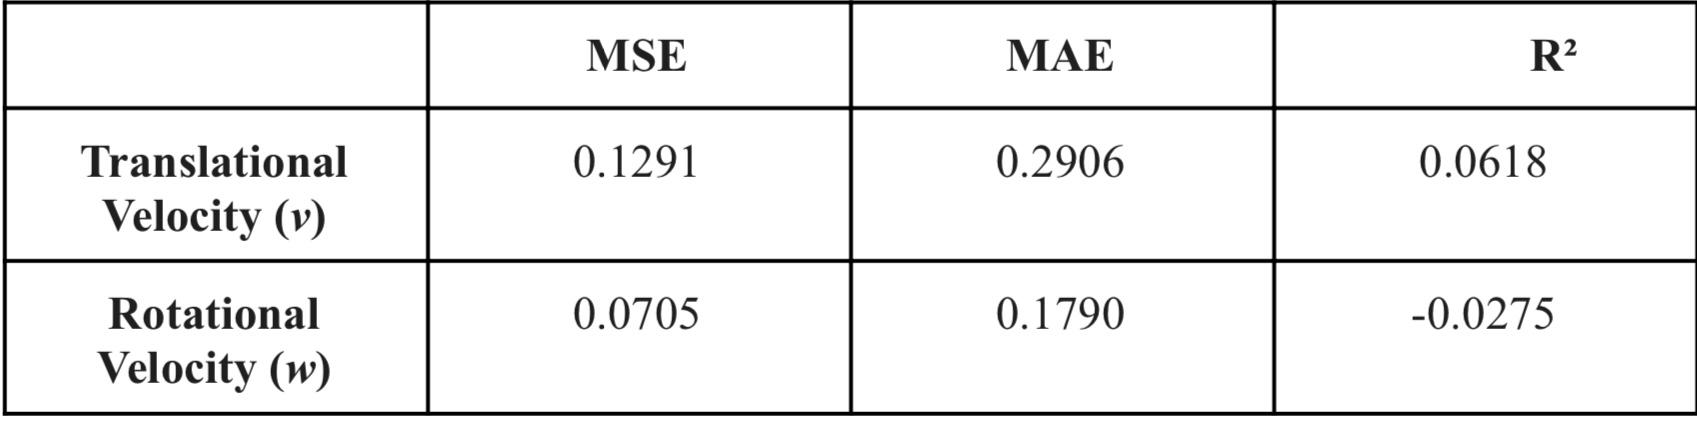 MSE MAE R²
Translational 0.1291 0.2906 0.0618
Velocity (v)
Rotational 0.0705 0.1790 -0.0275
Velocity (w)